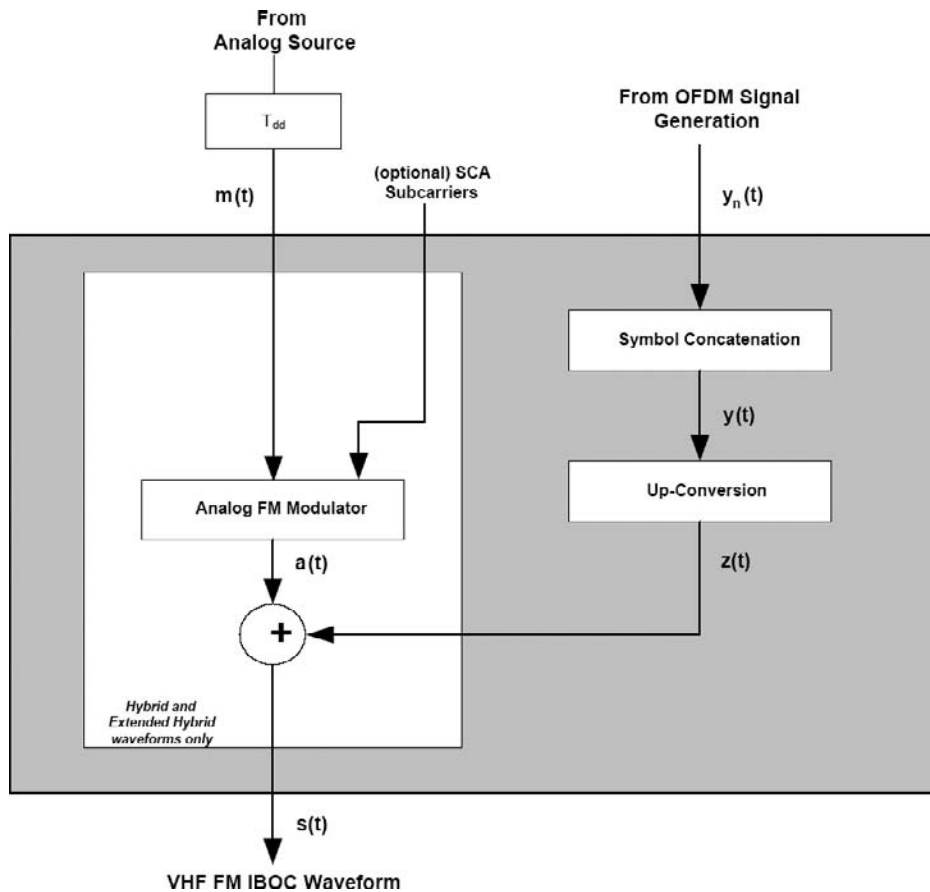 From
Analog Source
T_dd
From OFDM Signal
Generation
(optional) SCA
Subcarriers
m(t)
y_n(t)
Symbol Concatenation
y(t)
Up-Conversion
Analog FM Modulator
a(t)
z(t)
+
Hybrid and
Extended Hybrid
waveforms only
s(t)
VHF FM IBOC Waveform